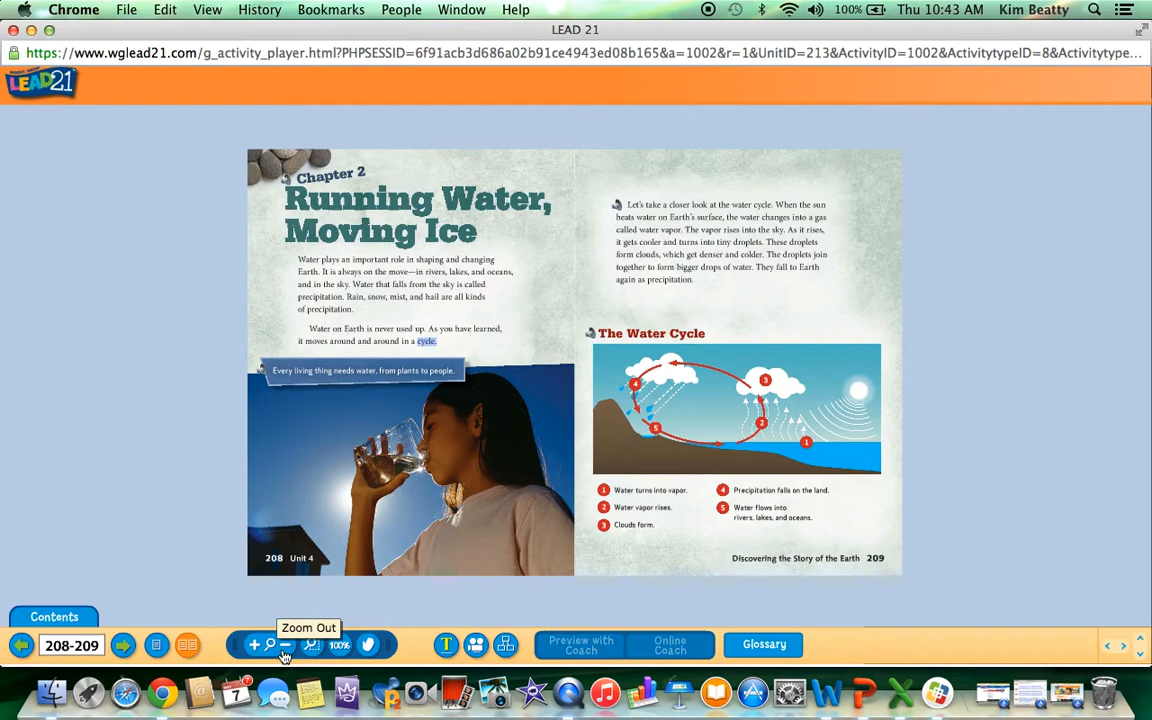 Chrome File Edit View History Bookmarks People Window Help 100% Thu 10:43 AM Kim Beatty
LEAD 21
https://www.wglead21.com/g_activity_player.html?PHPSESSID=6f91acb3d686a02b91ce4943ed08b165&a=1002&r=1&UnitID=213&ActivityID=1002&ActivitytypeID=8&Activitytype...
LEAD21
Chapter 2
Running Water,
Moving Ice
Water plays an important role in shaping and changing
Earth. It is always on the move—in rivers, lakes, and oceans,
and in the sky. Water that falls from the sky is called
precipitation. Rain, snow, mist, and hail are all kinds
of precipitation.
Water on Earth is never used up. As you have learned,
it moves around and around in a cycle.
Every living thing needs water, from plants to people.
208 Unit 4
Let's take a closer look at the water cycle. When the sun
heats water on Earth's surface, the water changes into a gas
called water vapor. The vapor rises into the sky. As it rises,
it gets cooler and turns into tiny droplets. These droplets
form clouds, which get denser and colder. The droplets join
together to form bigger drops of water. They fall to Earth
again as precipitation.
The Water Cycle
3
4
2
5
1
1 Water turns into vapor.
2 Water vapor rises.
3 Clouds form.
4 Precipitation falls on the land.
5 Water flows into
rivers, lakes, and oceans.
Discovering the Story of the Earth 209
Contents
Zoom Out
208-209
100%
T
Preview with
Coach
Online
Coach
Glossary